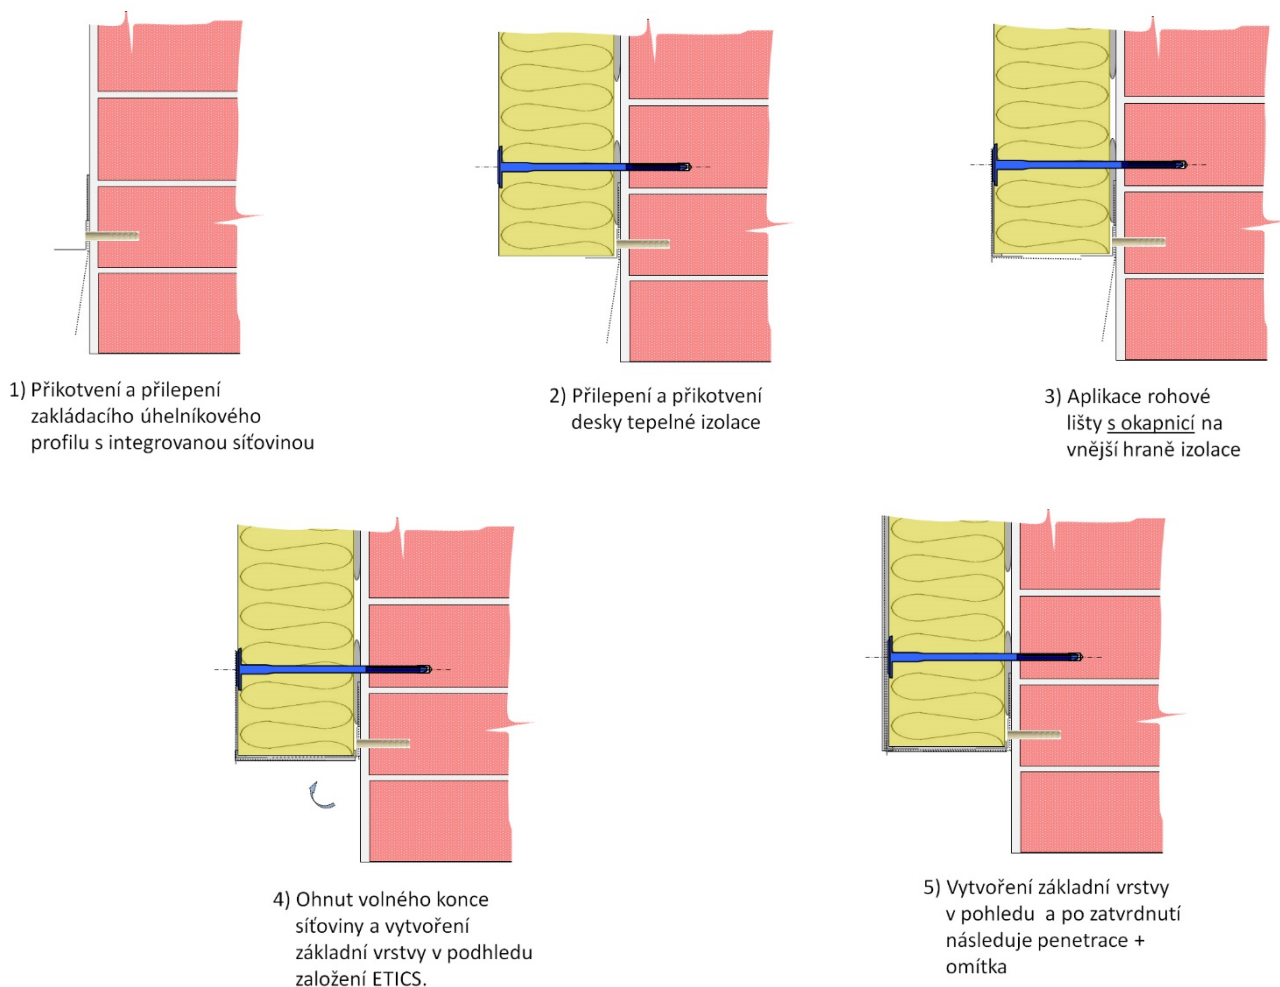 1) Přikotvení a přilepení
zakládacího úhelníkového
profilu s integrovanou síťovinou
2) Přilepení a přikotvení
desky tepelné izolace
3) Aplikace rohové
lišty s okapnicí na
vnější hraně izolace
4) Ohnut volného konce
síťoviny a vytvoření
základní vrstvy v podhledu
založení ETICS.
5) Vytvoření základní vrstvy
v pohledu a po zatvrdnutí
následuje penetrace +
omítka